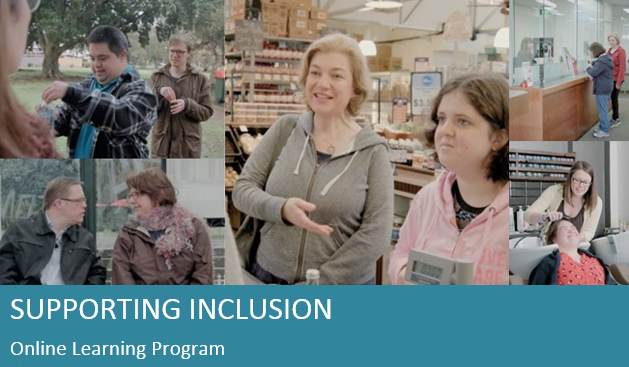 SUPPORTING INCLUSION
Online Learning Program